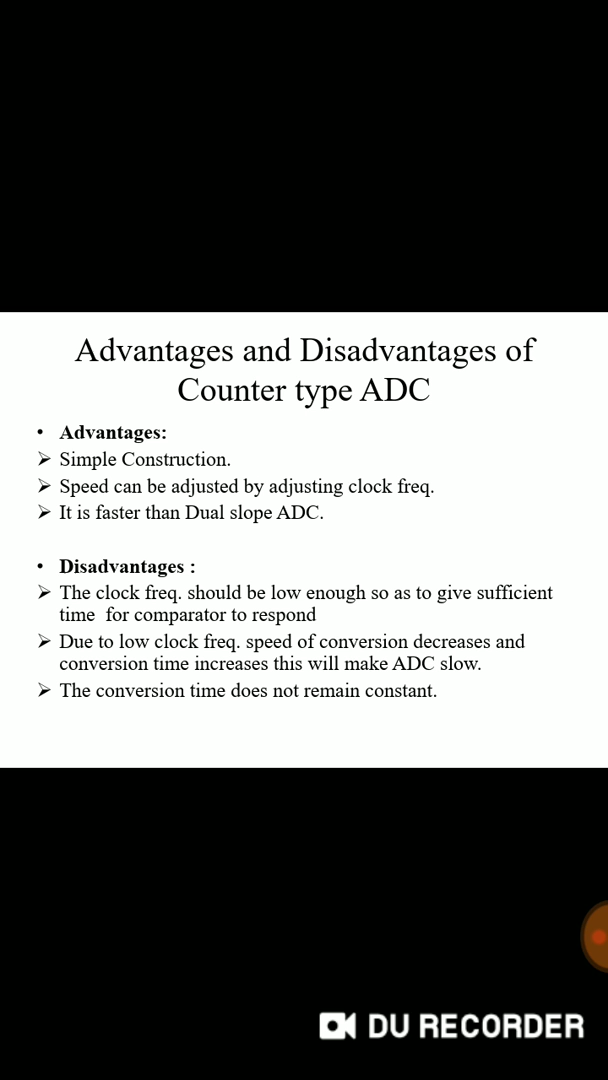 Advantages and Disadvantages of
Counter type ADC
• Advantages:
➢ Simple Construction.
➢ Speed can be adjusted by adjusting clock freq.
➢ It is faster than Dual slope ADC.
• Disadvantages :
➢ The clock freq. should be low enough so as to give sufficient
time  for comparator to respond
➢ Due to low clock freq. speed of conversion decreases and
conversion time increases this will make ADC slow.
➢ The conversion time does not remain constant.
DU RECORDER